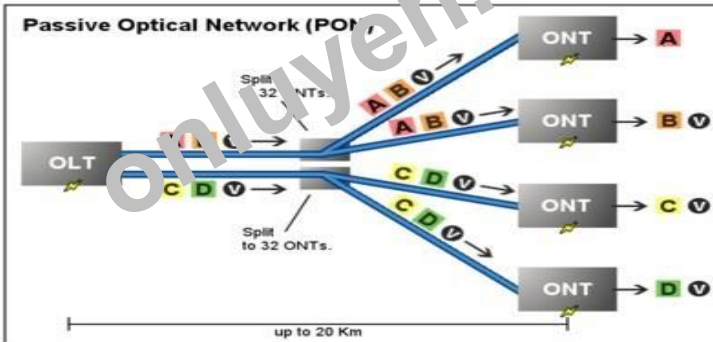 Passive Optical Network (PON)
ONT
A
Split
32 ONTs.
A B V
A B V
ONT
B V
A B V
OLT
C D V
C D V
ONT
C V
C D V
Split
to 32 ONTs.
ONT
D V
up to 20 Km
onluyen.